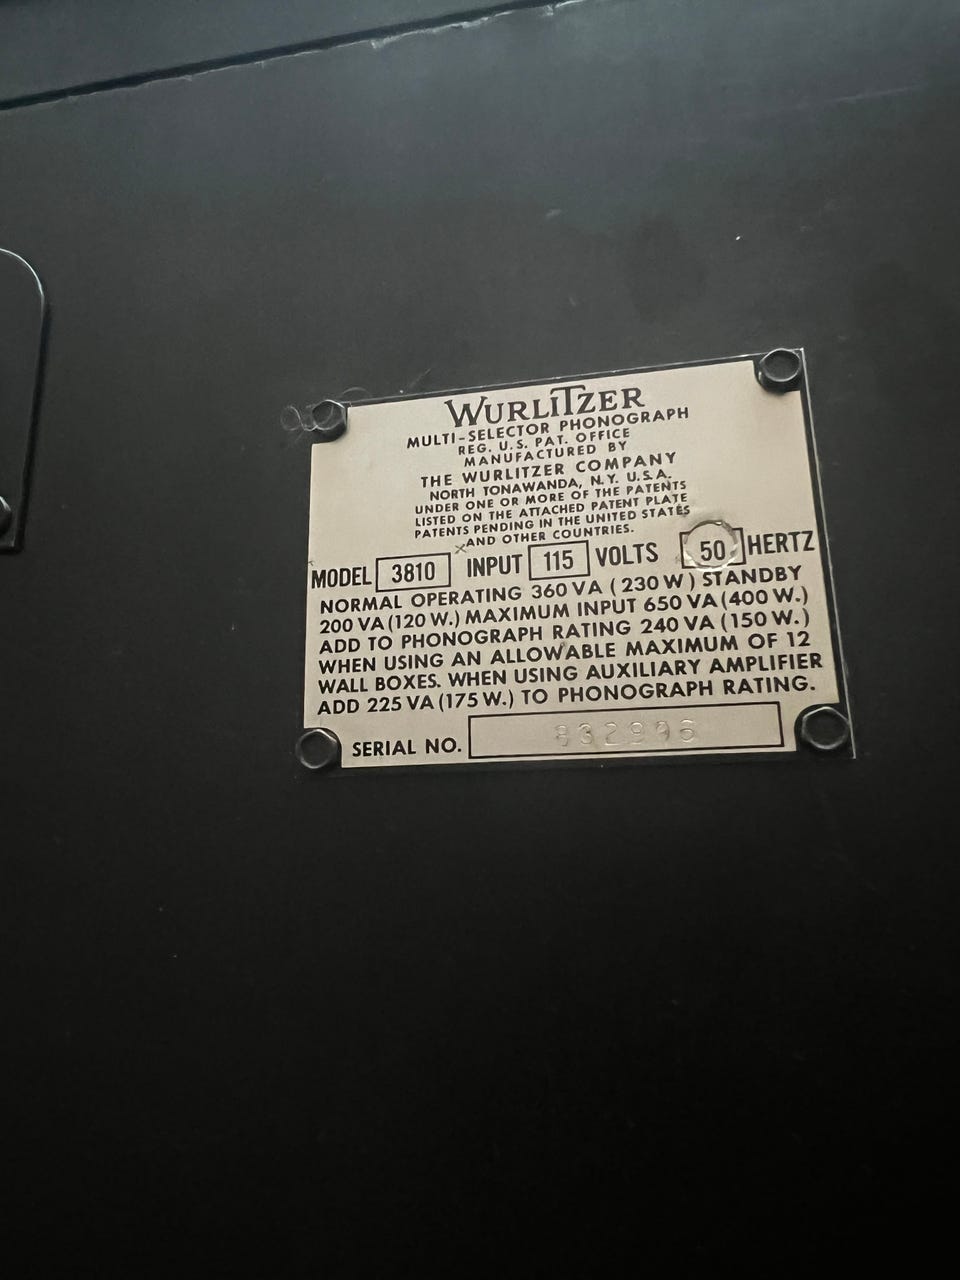 WURLITZER
MULTI-SELECTOR PHONOGRAPH
REG. U.S. PAT. OFFICE
MANUFACTURED BY
THE WURLITZER COMPANY
NORTH TONAWANDA, N.Y. U.S.A.
UNDER ONE OR MORE OF THE PATENTS
LISTED ON THE ATTACHED PATENT PLATE
PATENTS PENDING IN THE UNITED STATES
AND OTHER COUNTRIES.
MODEL 3810 INPUT 115 VOLTS 50 HERTZ
NORMAL OPERATING 360 VA (230 W) STANDBY
200 VA (120 W.) MAXIMUM INPUT 650 VA (400 W.)
ADD TO PHONOGRAPH RATING 240 VA (150 W.)
WHEN USING AN ALLOWABLE MAXIMUM OF 12
WALL BOXES. WHEN USING AUXILIARY AMPLIFIER
ADD 225 VA (175 W.) TO PHONOGRAPH RATING.
SERIAL NO.